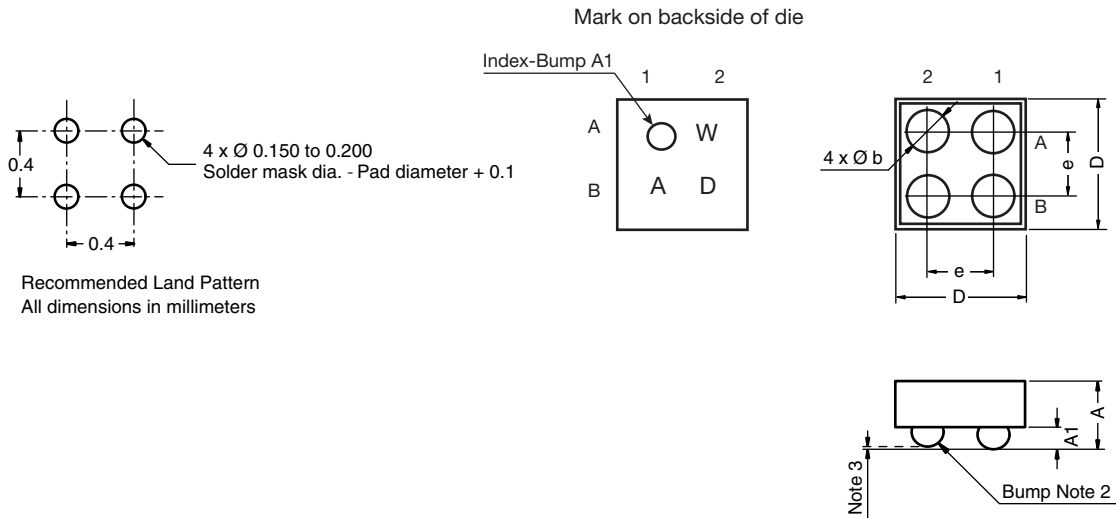 Mark on backside of die
Index-Bump A1
1 2
A W
B A D
2 1
A
B
4 x Ø b
e
D
e
D
0.4
4 x Ø 0.150 to 0.200
Solder mask dia. - Pad diameter + 0.1
0.4
Recommended Land Pattern
All dimensions in millimeters
A
A1
Note 3
Bump Note 2